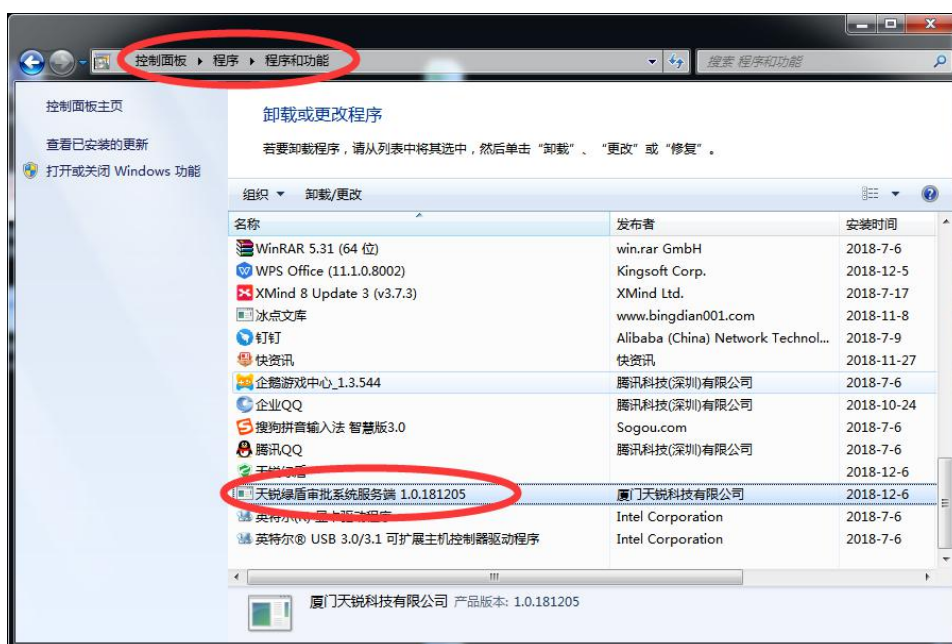 控制面板 ▸ 程序 ▸ 程序和功能
搜索 程序和功能
控制面板主页
查看已安装的更新
打开或关闭 Windows 功能
卸载或更改程序
若要卸载程序，请从列表中将其选中，然后单击“卸载”、“更改”或“修复”。
组织 卸载/更改
名称 发布者 安装时间
WinRAR 5.31 (64 位) win.rar GmbH 2018-7-6
WPS Office (11.1.0.8002) Kingsoft Corp. 2018-12-5
XMind 8 Update 3 (v3.7.3) XMind Ltd. 2018-7-17
冰点文库 www.bingdian001.com 2018-11-8
钉钉 Alibaba (China) Network Technol... 2018-7-9
快资讯 快资讯 2018-11-27
企鹅游戏中心_1.3.544 腾讯科技(深圳)有限公司 2018-7-6
企业QQ 腾讯科技(深圳)有限公司 2018-10-24
搜狗拼音输入法 智慧版3.0 Sogou.com 2018-7-6
腾讯QQ 腾讯科技(深圳)有限公司 2018-7-6
天锐绿盾 2018-12-6
天锐绿盾审批系统服务端 1.0.181205 厦门天锐科技有限公司 2018-12-6
英特尔(R) 显卡驱动程序 Intel Corporation 2018-7-6
英特尔® USB 3.0/3.1 可扩展主机控制器驱动程序 Intel Corporation 2018-7-6
厦门天锐科技有限公司 产品版本: 1.0.181205